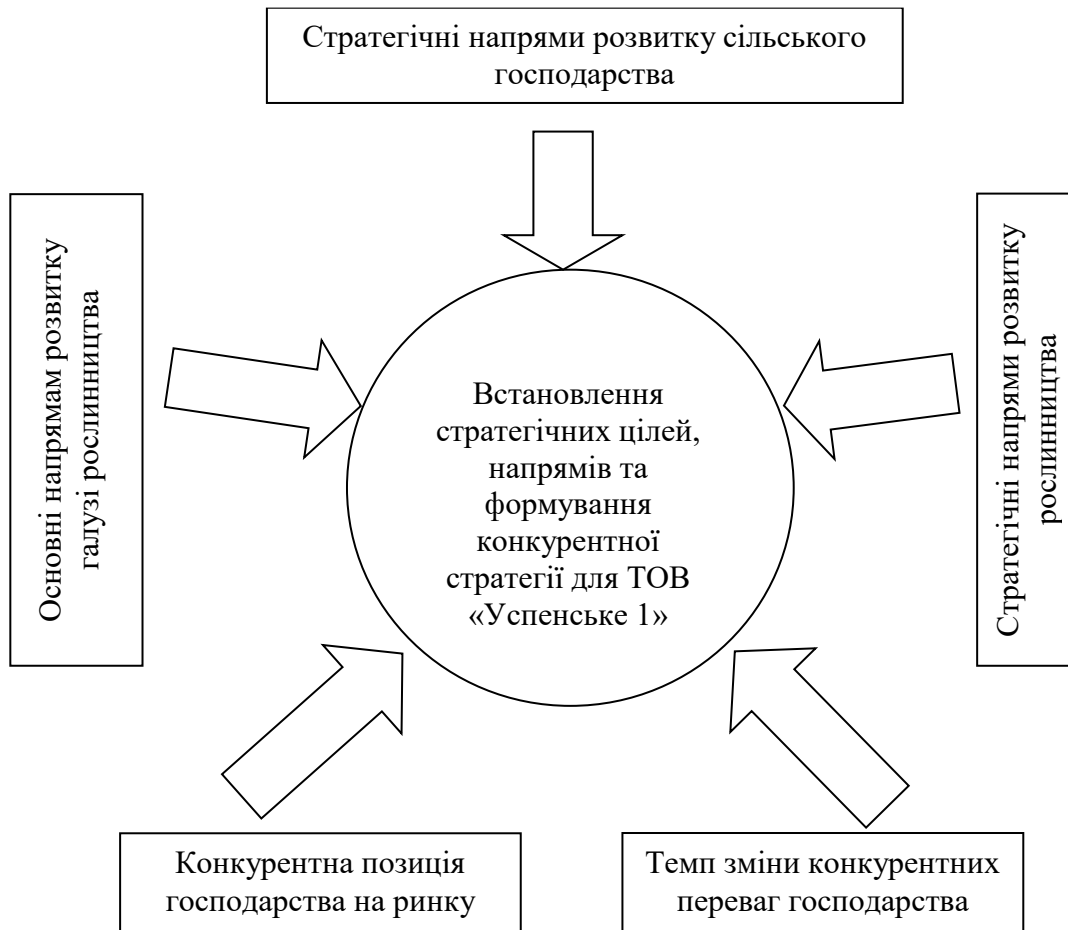 Стратегічні напрями розвитку сільського
господарства
Основні напрямам розвитку
галузі рослинництва
Встановлення
стратегічних цілей,
напрямів та
формування
конкурентної
стратегії для ТОВ
«Успенське 1»
Стратегічні напрями розвитку
рослинництва
Конкурентна позиція
господарства на ринку
Темп зміни конкурентних
переваг господарства